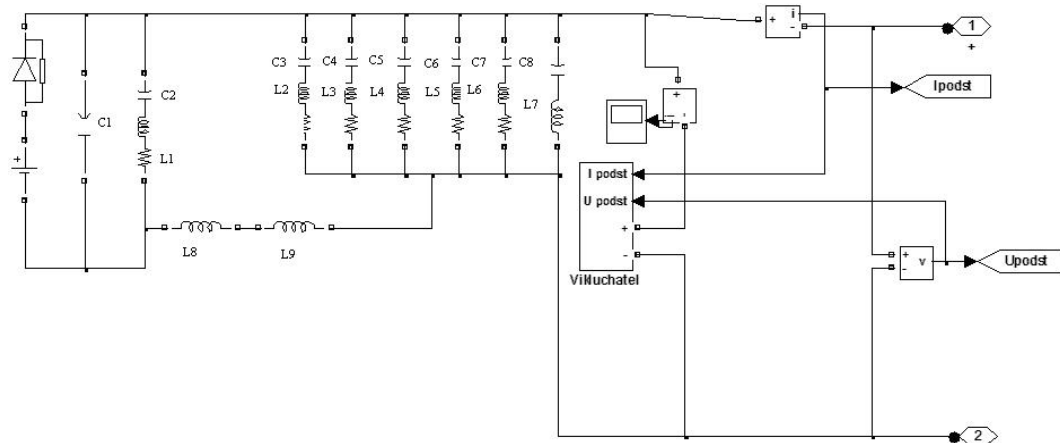 i
+
-
1
+
C3
C4
C5
C6
C7
C8
C2
L2
L3
L4
L5
L6
L7
C1
L1
+
+
-
Ipodst
I podst
U podst
+
-
Vikluchatel
L8
L9
+
-
v
Upodst
2